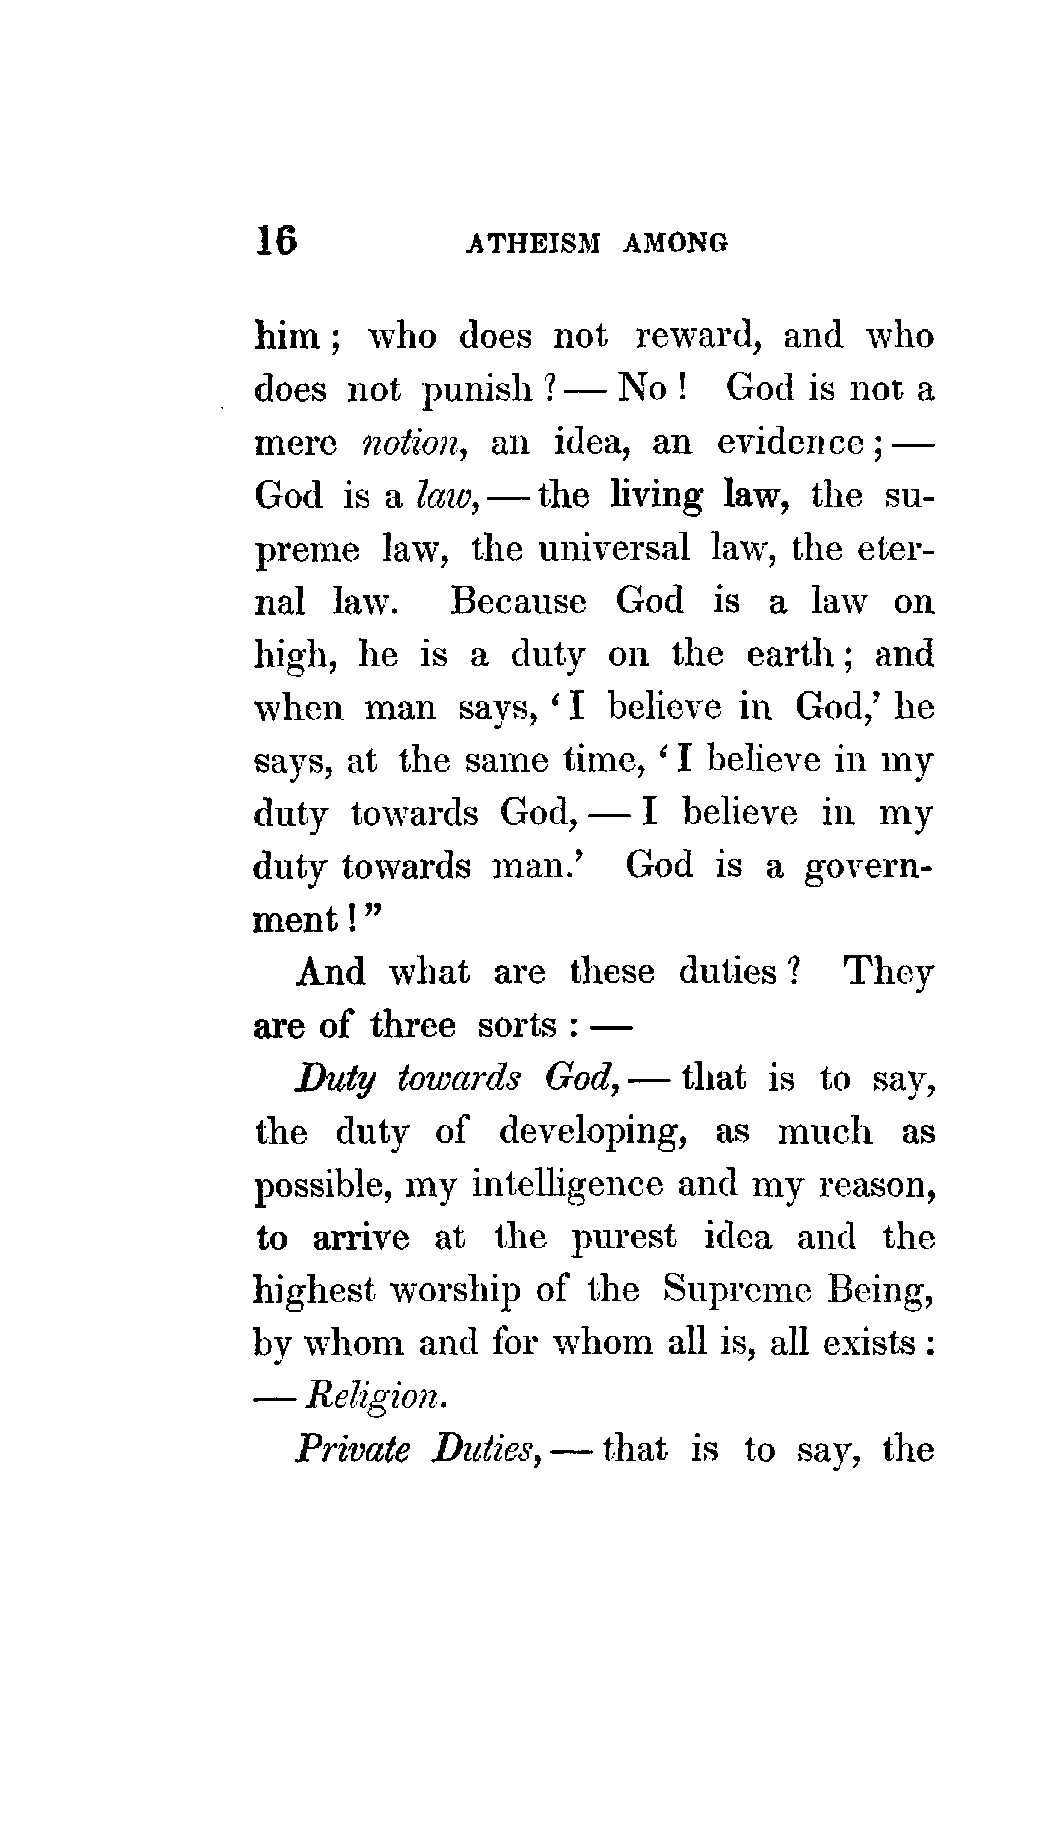 16 ATHEISM AMONG
him ; who does not reward, and who
does not punish ? — No ! God is not a
mere notion, an idea, an evidence ; —
God is a law, — the living law, the su-
preme law, the universal law, the eter-
nal law. Because God is a law on
high, he is a duty on the earth ; and
when man says, ‘ I believe in God,’ he
says, at the same time, ‘ I believe in my
duty towards God, — I believe in my
duty towards man.’ God is a govern-
ment ! ”
And what are these duties ? They
are of three sorts : —
Duty towards God, — that is to say,
the duty of developing, as much as
possible, my intelligence and my reason,
to arrive at the purest idea and the
highest worship of the Supreme Being,
by whom and for whom all is, all exists :
— Religion.
Private Duties, — that is to say, the